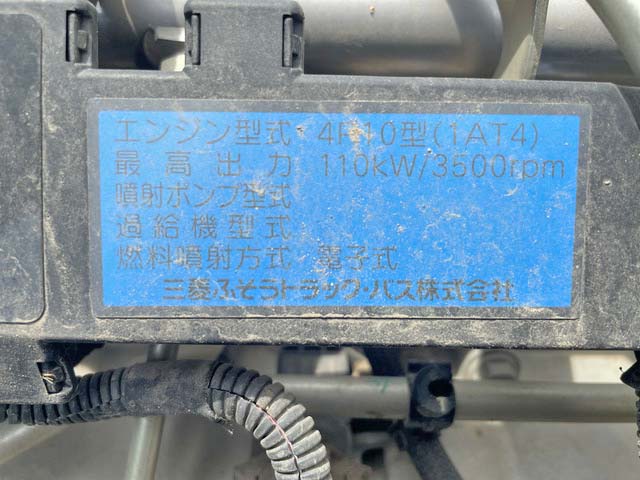 エンジン型式 4P10型(1AT4)
最高出力 110kW/3500rpm
噴射ポンプ型式
過給機型式
燃料噴射方式 電子式
三菱ふそうトラック・バス株式会社